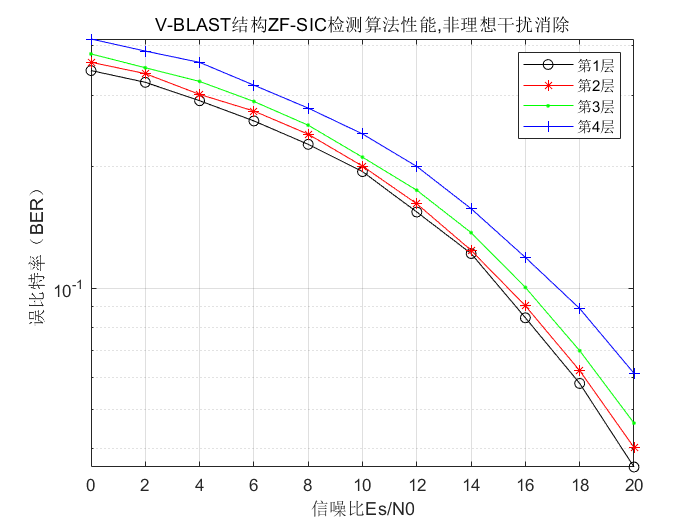 V-BLAST结构ZF-SIC检测算法性能,非理想干扰消除
第1层
第2层
第3层
第4层
误比特率（BER）
10-1
0 2 4 6 8 10 12 14 16 18 20
信噪比Es/N0